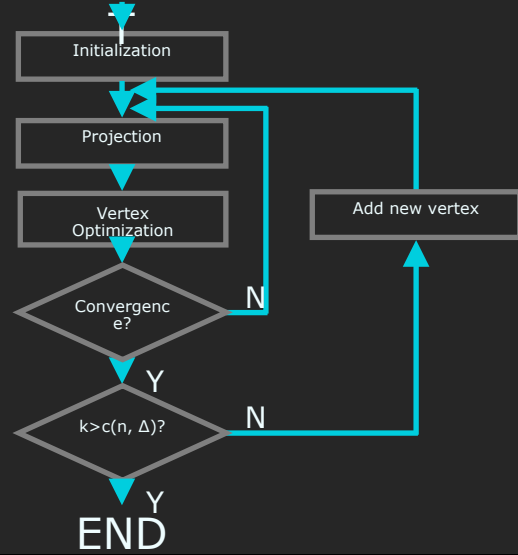 Initialization
Projection
Vertex
Optimization
Add new vertex
Convergenc
e?
N
Y
k>c(n, Δ)?
N
Y
END